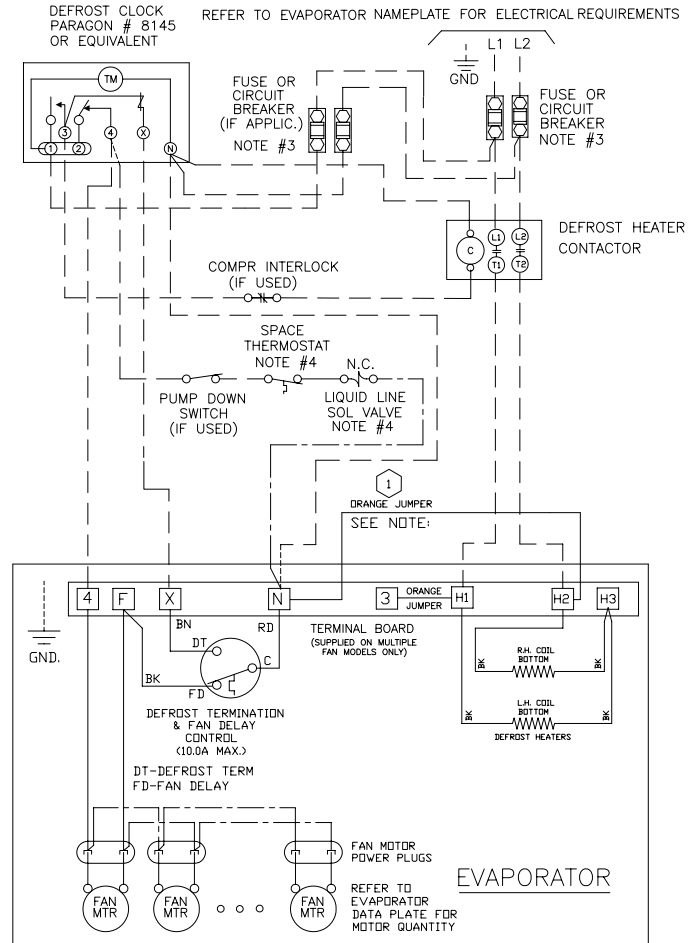 DEFROST CLOCK
PARAGON # 8145
OR EQUIVALENT
REFER TO EVAPORATOR NAMEPLATE FOR ELECTRICAL REQUIREMENTS
L1 L2
GND
TM
3
4
X
1
2
N
FUSE OR
CIRCUIT
BREAKER
(IF APPLIC.)
NOTE #3
FUSE OR
CIRCUIT
BREAKER
NOTE #3
C
L1
L2
T1
T2
DEFROST HEATER
CONTACTOR
COMPR INTERLOCK
(IF USED)
SPACE
THERMOSTAT
NOTE #4
N.C.
PUMP DOWN
SWITCH
(IF USED)
LIQUID LINE
SOL VALVE
NOTE #4
1
ORANGE JUMPER
SEE NOTE:
GND.
4
F
X
N
3
ORANGE
JUMPER
H1
H2
H3
BN
RD
DT
C
BK
FD
TERMINAL BOARD
(SUPPLIED ON MULTIPLE
FAN MODELS ONLY)
R.H. COIL
BOTTOM
BK
BK
L.H. COIL
BOTTOM
BK
BK
DEFROST HEATERS
DEFROST TERMINATION
& FAN DELAY
CONTROL
(10.0A MAX.)
DT-DEFROST TERM
FD-FAN DELAY
FAN MOTOR
POWER PLUGS
EVAPORATOR
FAN
MTR
FAN
MTR
FAN
MTR
REFER TO
EVAPORATOR
DATA PLATE FOR
MOTOR QUANTITY